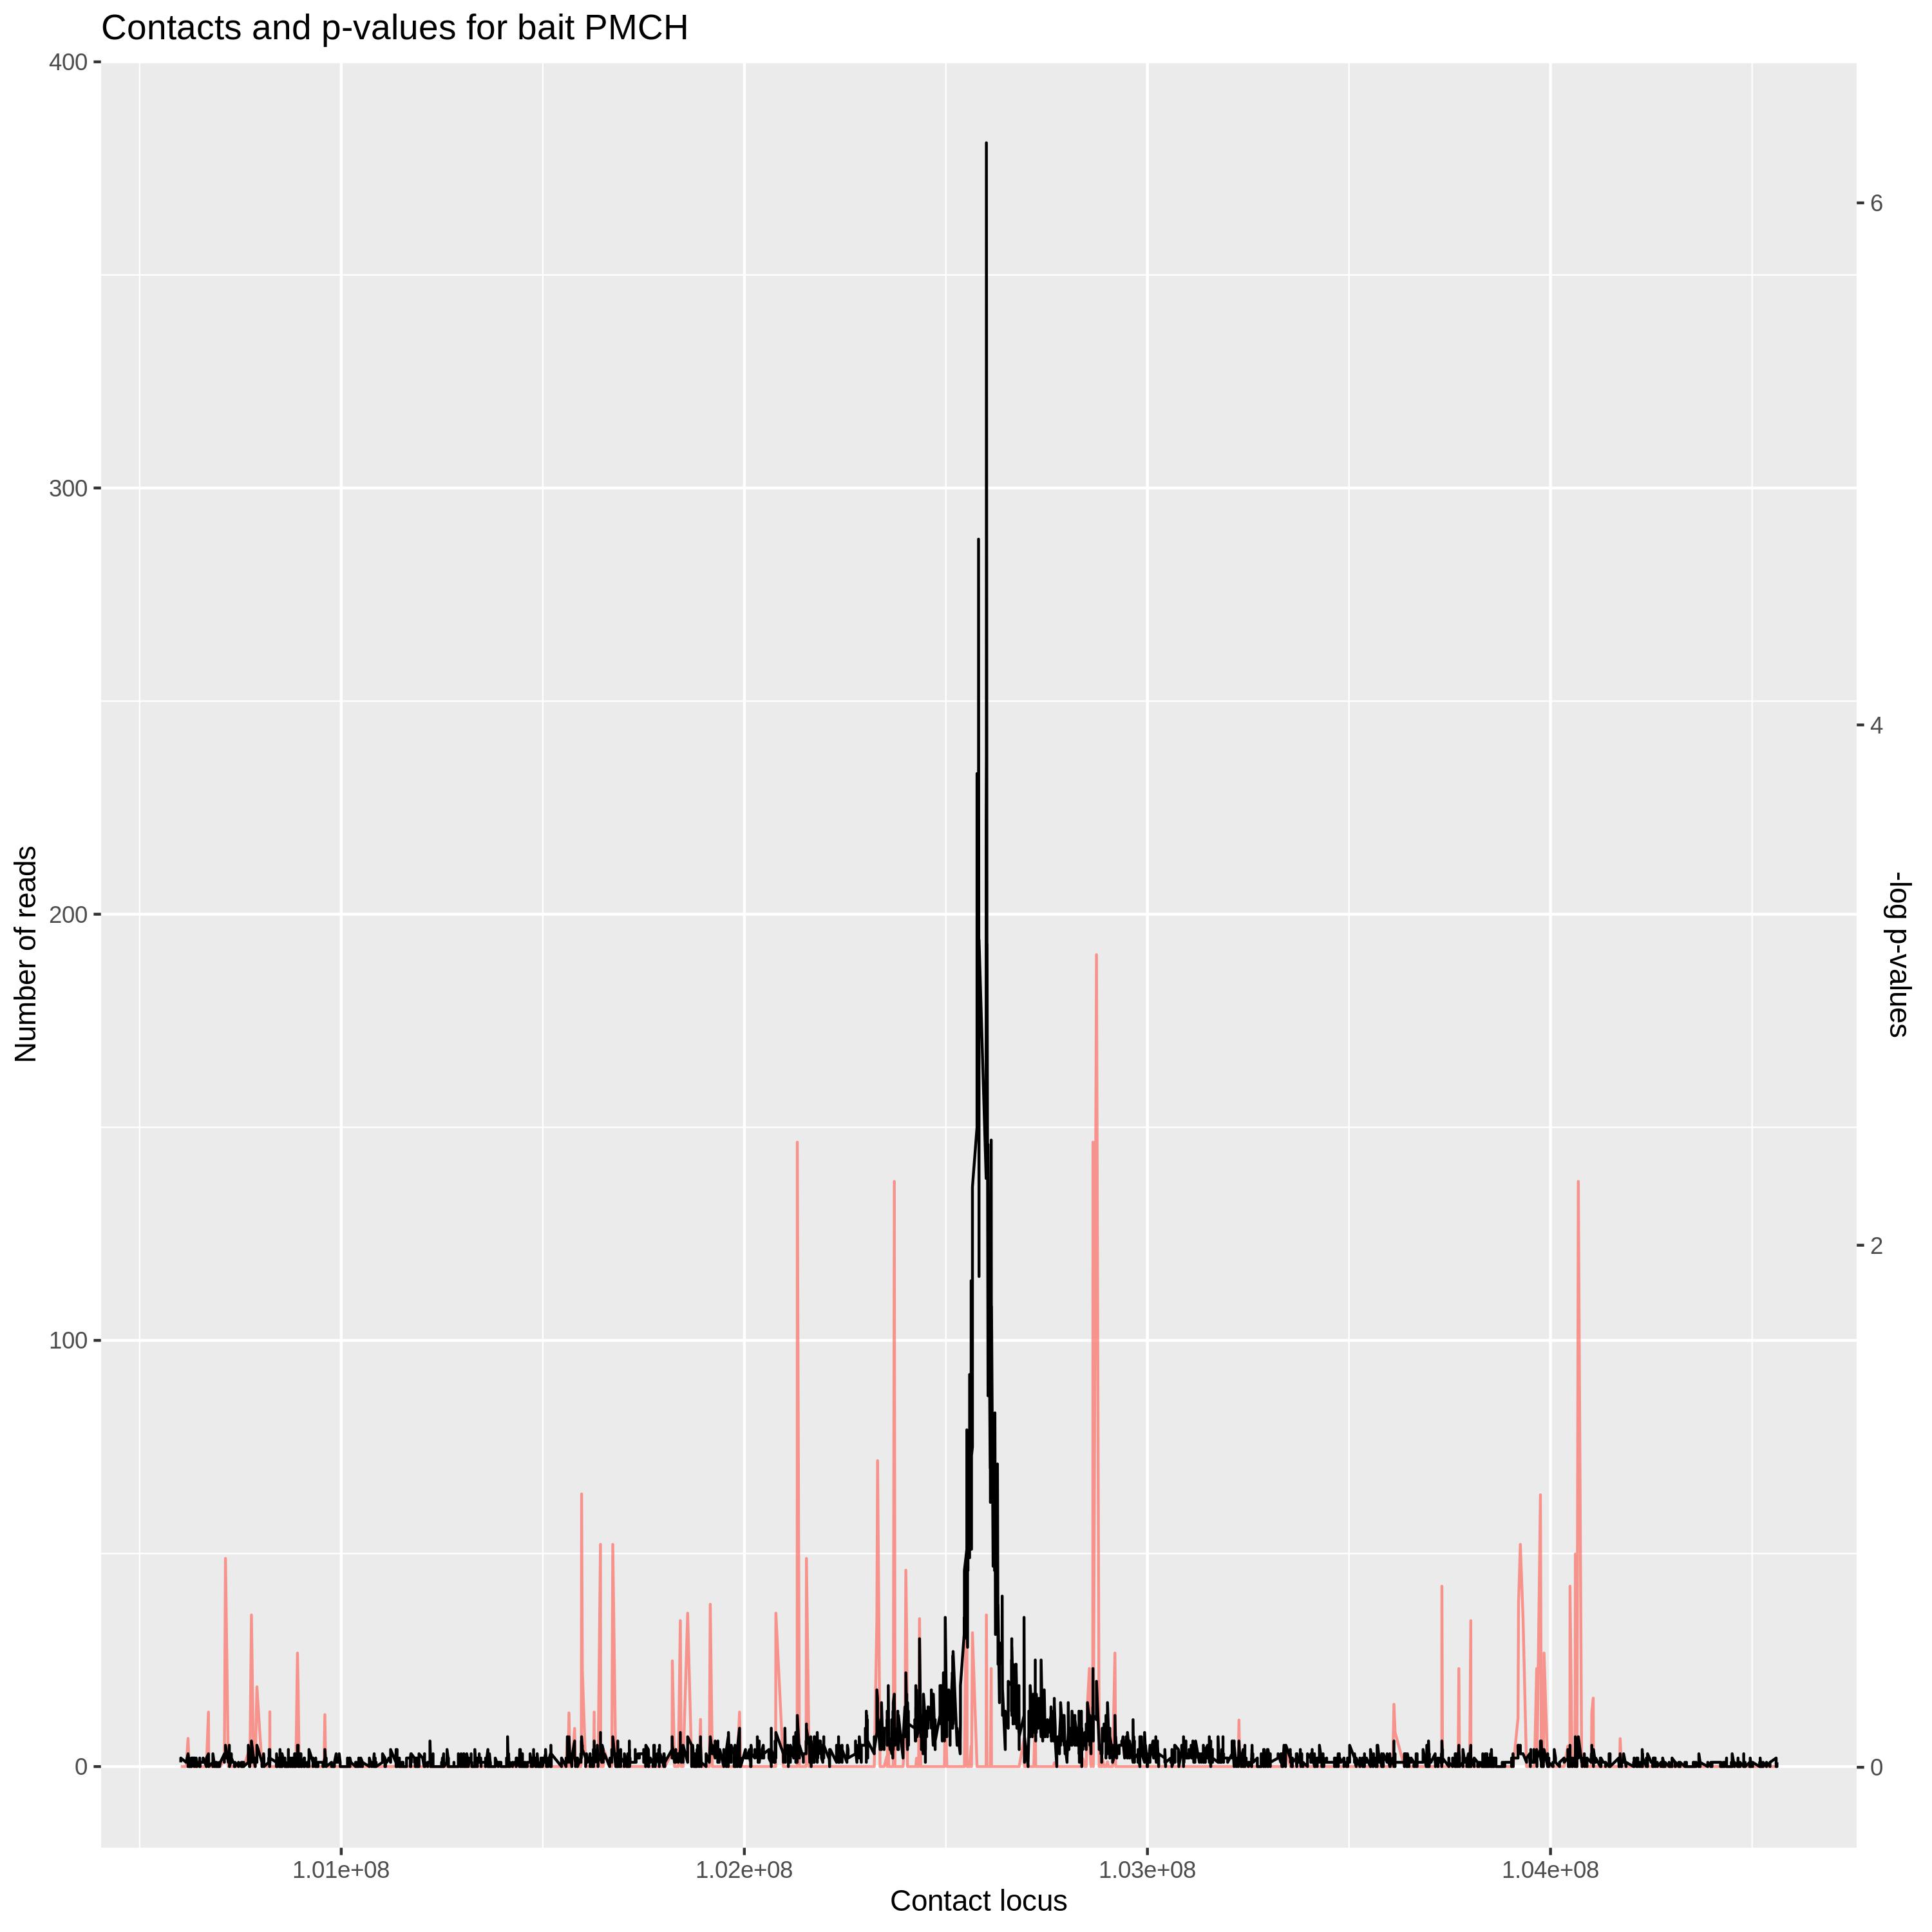 Contacts and p-values for bait PMCH
400
300
200
100
0
6
4
2
0
Number of reads
-log p-values
1.01e+08
1.02e+08
1.03e+08
1.04e+08
Contact locus